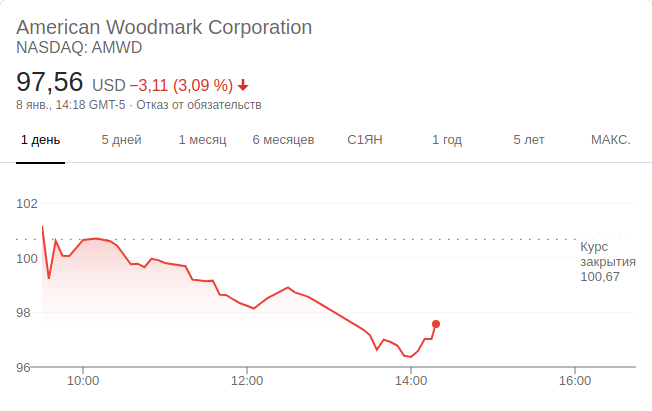 American Woodmark Corporation
NASDAQ: AMWD
97,56 USD −3,11 (3,09 %)
8 янв., 14:18 GMT-5 · Отказ от обязательств
1 день 5 дней 1 месяц 6 месяцев С1ЯН 1 год 5 лет МАКС.
102
100
98
96
Курс
закрытия
100,67
10:00 12:00 14:00 16:00